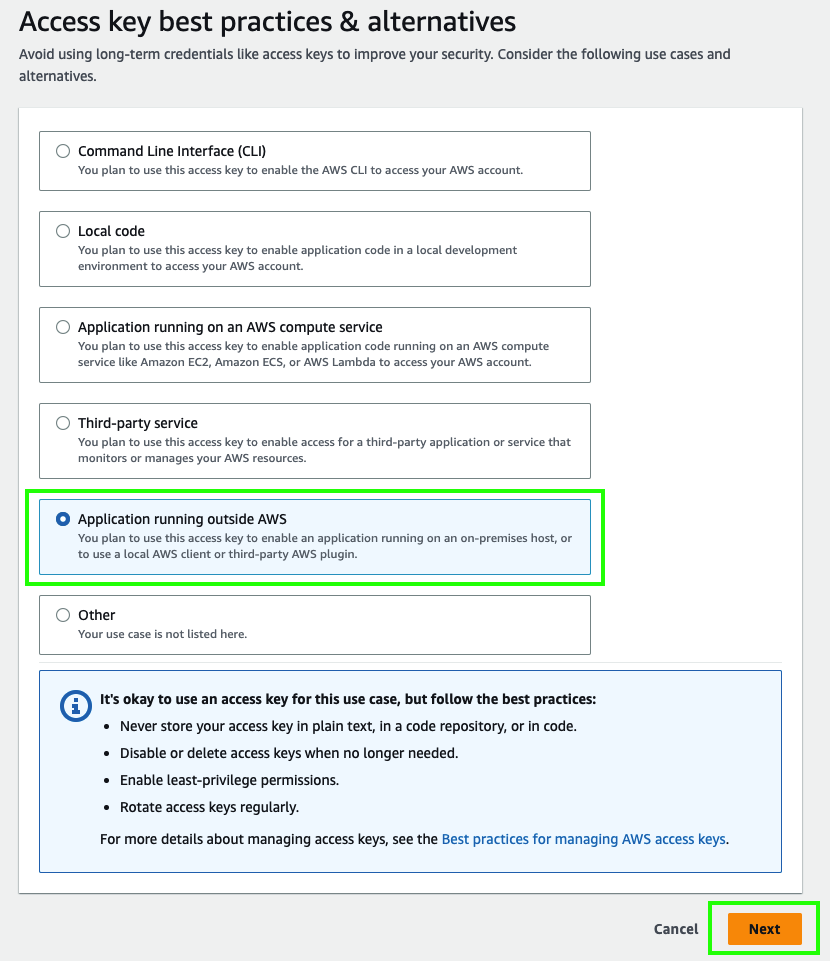 Access key best practices & alternatives
Avoid using long-term credentials like access keys to improve your security. Consider the following use cases and
alternatives.
Command Line Interface (CLI)
You plan to use this access key to enable the AWS CLI to access your AWS account.
Local code
You plan to use this access key to enable application code in a local development
environment to access your AWS account.
Application running on an AWS compute service
You plan to use this access key to enable application code running on an AWS compute
service like Amazon EC2, Amazon ECS, or AWS Lambda to access your AWS account.
Third-party service
You plan to use this access key to enable access for a third-party application or service that
monitors or manages your AWS resources.
Application running outside AWS
You plan to use this access key to enable an application running on an on-premises host, or
to use a local AWS client or third-party AWS plugin.
Other
Your use case is not listed here.
It's okay to use an access key for this use case, but follow the best practices:
• Never store your access key in plain text, in a code repository, or in code.
• Disable or delete access keys when no longer needed.
• Enable least-privilege permissions.
• Rotate access keys regularly.
For more details about managing access keys, see the Best practices for managing AWS access keys.
Cancel Next